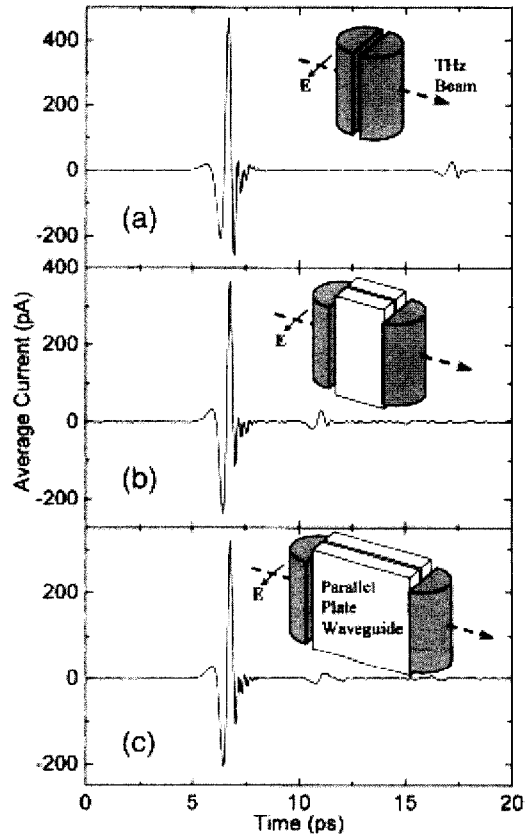 400
200
0
-200
(a)
E
THz
Beam
400
200
0
-200
(b)
E
Average Current (pA)
200
0
-200
(c)
E
Parallel
Plate
Waveguide
0
5
10
15
20
Time (ps)